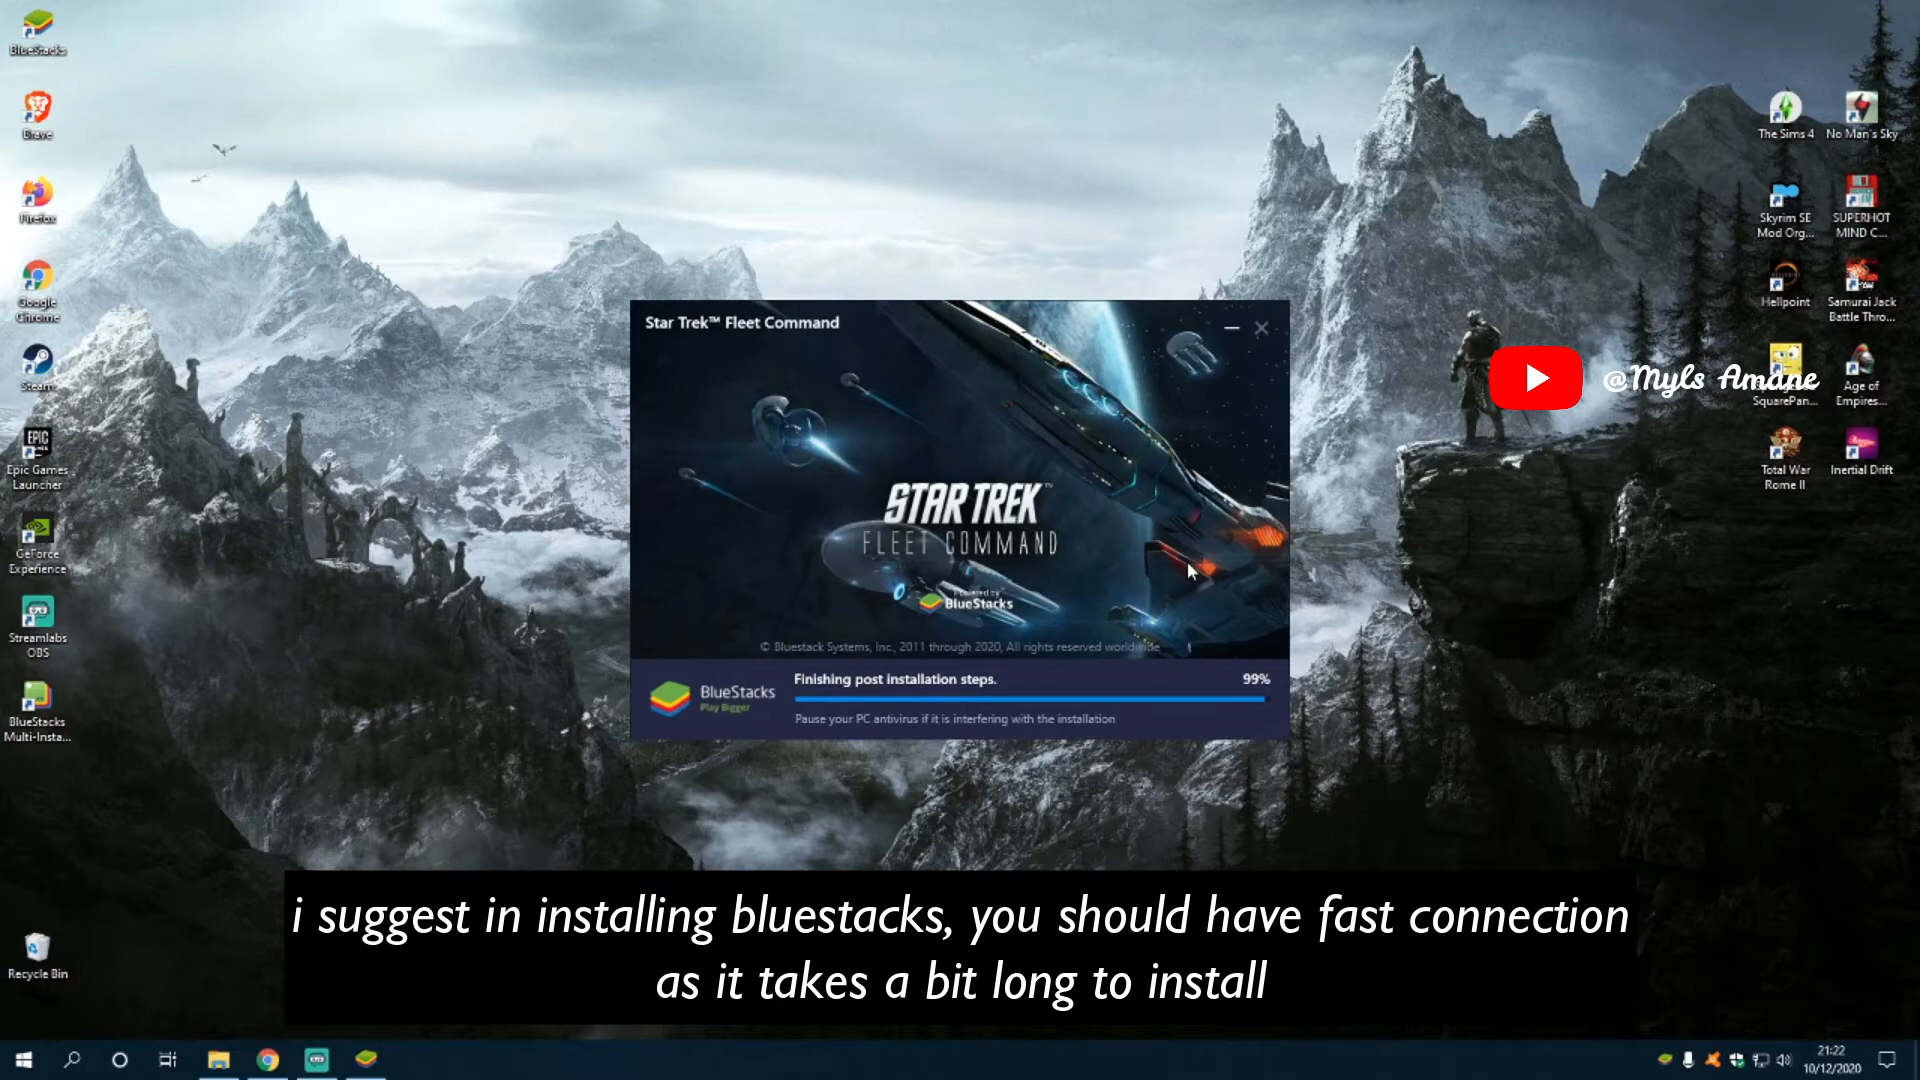 BlueStacks
Brave
Firefox
Google
Chrome
Steam
EPIC
GAMES
Epic Games
Launcher
GeForce
Experience
Streamlabs
OBS
BlueStacks
Multi-Insta...
Recycle Bin
Star Trek™ Fleet Command
STAR TREK™
FLEET COMMAND
Powered by
BlueStacks
© Bluestack Systems, Inc., 2011 through 2020, All rights reserved worldwide
BlueStacks
Play Bigger
Finishing post installation steps.
99%
Pause your PC antivirus if it is interfering with the installation
The Sims 4
No Man's Sky
Skyrim SE
Mod Org...
SUPERHOT
MIND C...
Hellpoint
Samurai Jack
Battle Thro...
@Myls Amane
SquarePan...
Age of
Empires...
Total War
Rome II
Inertial Drift
i suggest in installing bluestacks, you should have fast connection
as it takes a bit long to install
21:22
10/12/2020